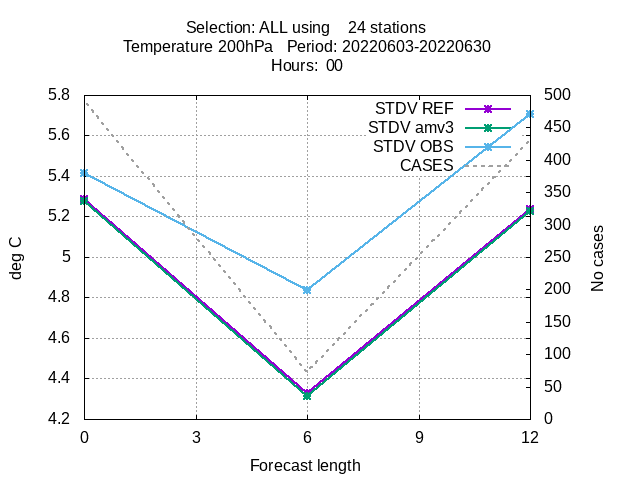 Selection: ALL using    24 stations
Temperature 200hPa   Period: 20220603-20220630
Hours:  00
5.8
5.6
5.4
5.2
5
4.8
4.6
4.4
4.2
deg C
STDV REF
STDV amv3
STDV OBS
CASES
500
450
400
350
300
250
200
150
100
50
0
No cases
0 3 6 9 12
Forecast length